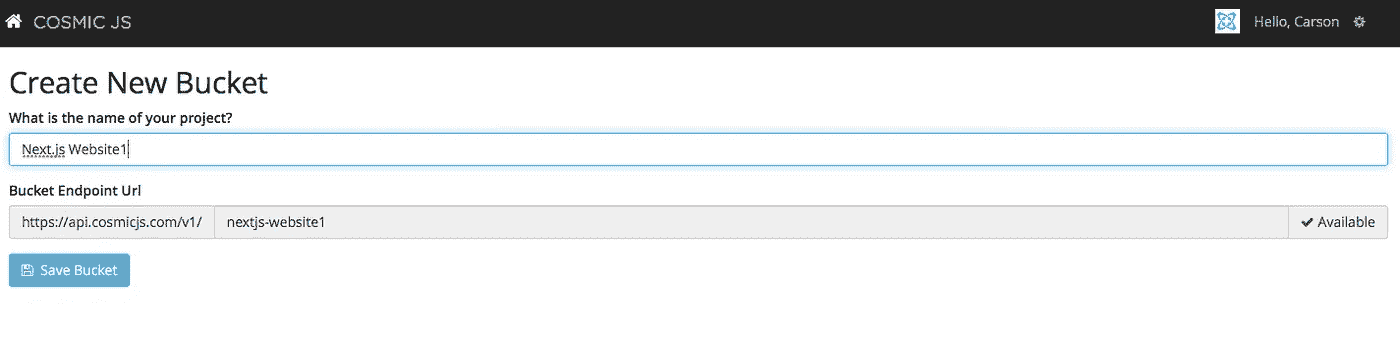 COSMIC JS Hello, Carson
Create New Bucket
What is the name of your project?
Next.js Website1
Bucket Endpoint Url
https://api.cosmicjs.com/v1/ nextjs-website1 Available
Save Bucket